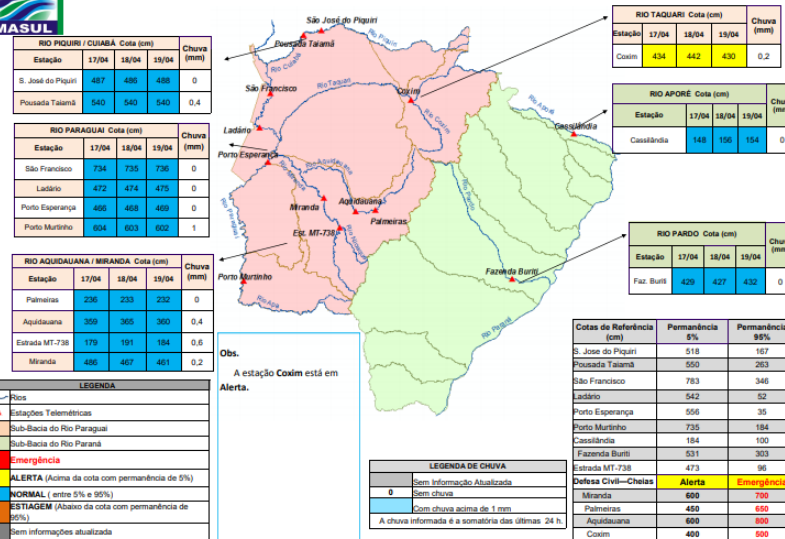 MASUL
RIO PIQUIRI / CUIABÁ Cota (cm) Chuva (mm)
Estação 17/04 18/04 19/04
S. José do Piquiri 487 486 488 0
Pousada Taiamã 540 540 540 0,4
RIO PARAGUAI Cota (cm) Chuva (mm)
Estação 17/04 18/04 19/04
São Francisco 734 735 736 0
Ladário 472 474 475 0
Porto Esperança 466 468 469 0
Porto Murtinho 604 603 602 1
RIO AQUIDAUANA / MIRANDA Cota (cm) Chuva (mm)
Estação 17/04 18/04 19/04
Palmeiras 236 233 232 0
Aquidauana 359 365 360 0,4
Estrada MT-738 179 191 184 0,6
Miranda 486 467 461 0,2
LEGENDA
Rios
Estações Telemétricas
Sub-Bacia do Rio Paraguai
Sub-Bacia do Rio Paraná
Emergência
ALERTA (Acima da cota com permanência de 5%)
NORMAL ( entre 5% e 95%)
ESTIAGEM (Abaixo da cota com permanência de
95%)
Sem informações atualizada
São José do Piquiri
Pousada Taiamã
Rio Piquiri
Rio Cuiabá
São Francisco
Rio Taquari
Coxim
Rio Coxim
Ladário
Porto Esperança
Rio Aquidauana
Rio Miranda
Miranda
Aquidauana
Palmeiras
Est. MT-738
Rio Paraguai
Porto Murtinho
Rio Apa
Rio Aporé
Cassilândia
Rio Pardo
Fazenda Buriti
Rio Paraná
Obs.
A estação Coxim está em
Alerta.
RIO TAQUARI Cota (cm) Chuva (mm)
Estação 17/04 18/04 19/04
Coxim 434 442 430 0,2
RIO APORÉ Cota (cm) Chu (mm
Estação 17/04 18/04 19/04
Cassilândia 148 156 154 0
RIO PARDO Cota (cm) Chu (mm
Estação 17/04 18/04 19/04
Faz. Buriti 429 427 432 0
LEGENDA DE CHUVA
Sem Informação Atualizada
0 Sem chuva
Com chuva acima de 1 mm
A chuva informada é a somatória das últimas 24 h.
Cotas de Referência (cm) Permanência 5% Permanência 95%
S. Jose do Piquiri 518 167
Pousada Taiamã 550 263
São Francisco 783 346
Ladário 542 52
Porto Esperança 556 35
Porto Murtinho 735 184
Cassilândia 184 100
Fazenda Buriti 531 303
Estrada MT-738 473 96
Defesa Civil—Cheias Alerta Emergência
Miranda 600 700
Palmeiras 450 650
Aquidauana 600 800
Coxim 400 500